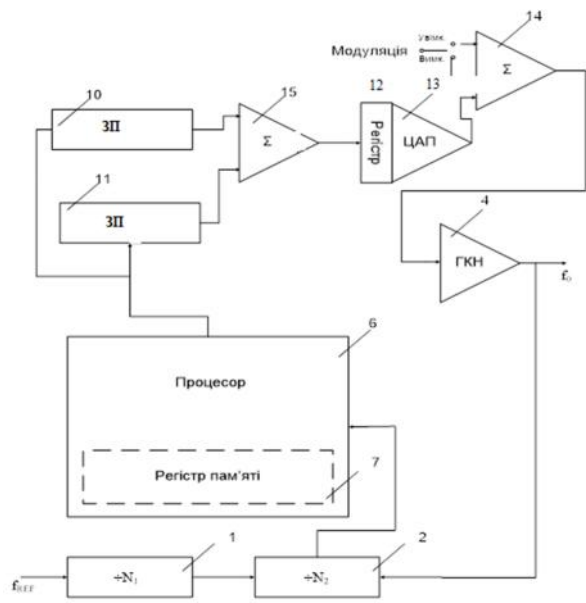 14
Увімк.
Модуляція
Вимк.
Σ
10
ЗП
15
Σ
12
13
Регістр
ЦАП
11
ЗП
4
ГКН
f₀
6
Процесор
Регістр пам'яті
7
1
2
fREF
÷N₁
÷N₂